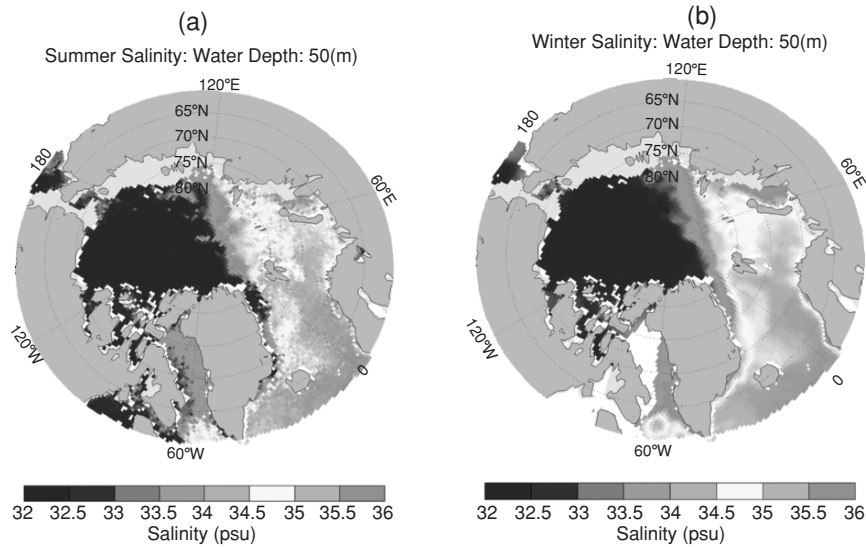 (a)
Summer Salinity: Water Depth: 50(m)
120°E
65°N
70°N
75°N
80°N
180
60°E
120°W
0
60°W
32 32.5 33 33.5 34 34.5 35 35.5 36
Salinity (psu)
(b)
Winter Salinity: Water Depth: 50(m)
120°E
65°N
70°N
75°N
80°N
180
60°E
120°W
0
60°W
32 32.5 33 33.5 34 34.5 35 35.5 36
Salinity (psu)